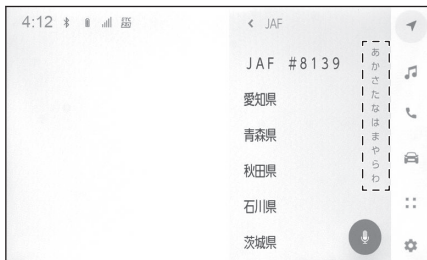 4:12
< JAF
JAF #8139
愛知県
青森県
秋田県
石川県
茨城県
あ
か
さ
た
な
は
ま
や
ら
わ